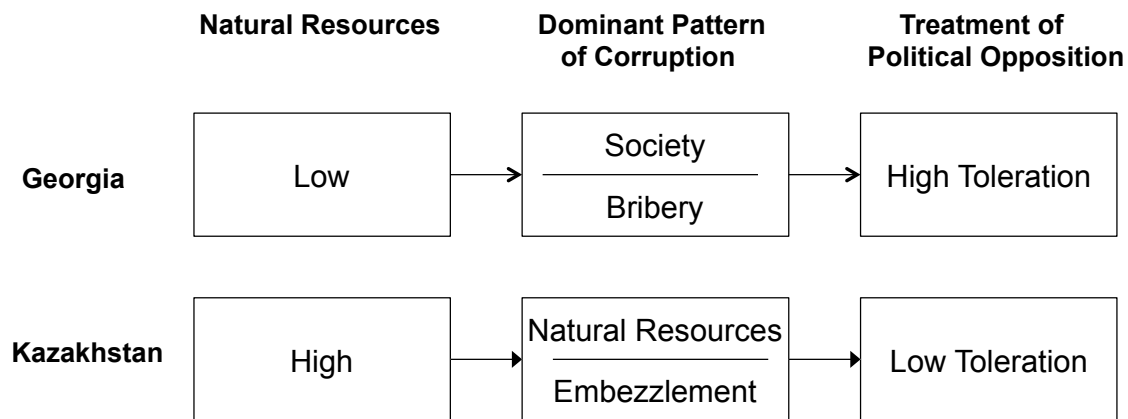 Natural Resources
Dominant Pattern
of Corruption
Treatment of
Political Opposition
Georgia
Low
Society
Bribery
High Toleration
Kazakhstan
High
Natural Resources
Embezzlement
Low Toleration